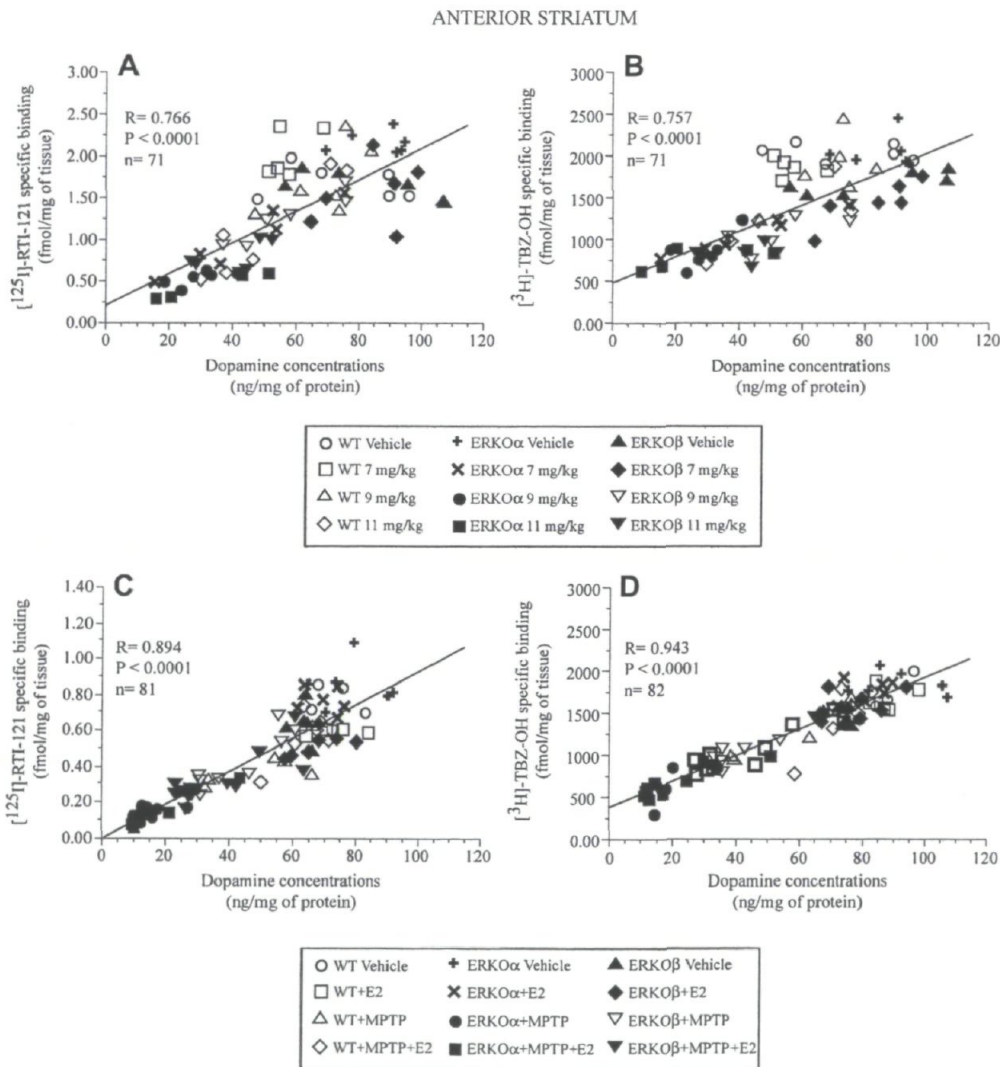 ANTERIOR STRIATUM
A
[125I]-RTI-121 specific binding
(fmol/mg of tissue)
3.00
2.50
2.00
1.50
1.00
0.50
0.00
R= 0.766
P < 0.0001
n= 71
0 20 40 60 80 100 120
Dopamine concentrations
(ng/mg of protein)
B
[3H]-TBZ-OH specific binding
(fmol/mg of tissue)
3000
2500
2000
1500
1000
500
0
R= 0.757
P < 0.0001
n= 71
0 20 40 60 80 100 120
Dopamine concentrations
(ng/mg of protein)
WT Vehicle ERKOα Vehicle ERKOβ Vehicle
WT 7 mg/kg ERKOα 7 mg/kg ERKOβ 7 mg/kg
WT 9 mg/kg ERKOα 9 mg/kg ERKOβ 9 mg/kg
WT 11 mg/kg ERKOα 11 mg/kg ERKOβ 11 mg/kg
C
[125I]-RTI-121 specific binding
(fmol/mg of tissue)
1.40
1.20
1.00
0.80
0.60
0.40
0.20
0.00
R= 0.894
P < 0.0001
n= 81
0 20 40 60 80 100 120
Dopamine concentrations
(ng/mg of protein)
D
[3H]-TBZ-OH specific binding
(fmol/mg of tissue)
3000
2500
2000
1500
1000
500
0
R= 0.943
P < 0.0001
n= 82
0 20 40 60 80 100 120
Dopamine concentrations
(ng/mg of protein)
WT Vehicle ERKOα Vehicle ERKOβ Vehicle
WT+E2 ERKOα+E2 ERKOβ+E2
WT+MPTP ERKOα+MPTP ERKOβ+MPTP
WT+MPTP+E2 ERKOα+MPTP+E2 ERKOβ+MPTP+E2